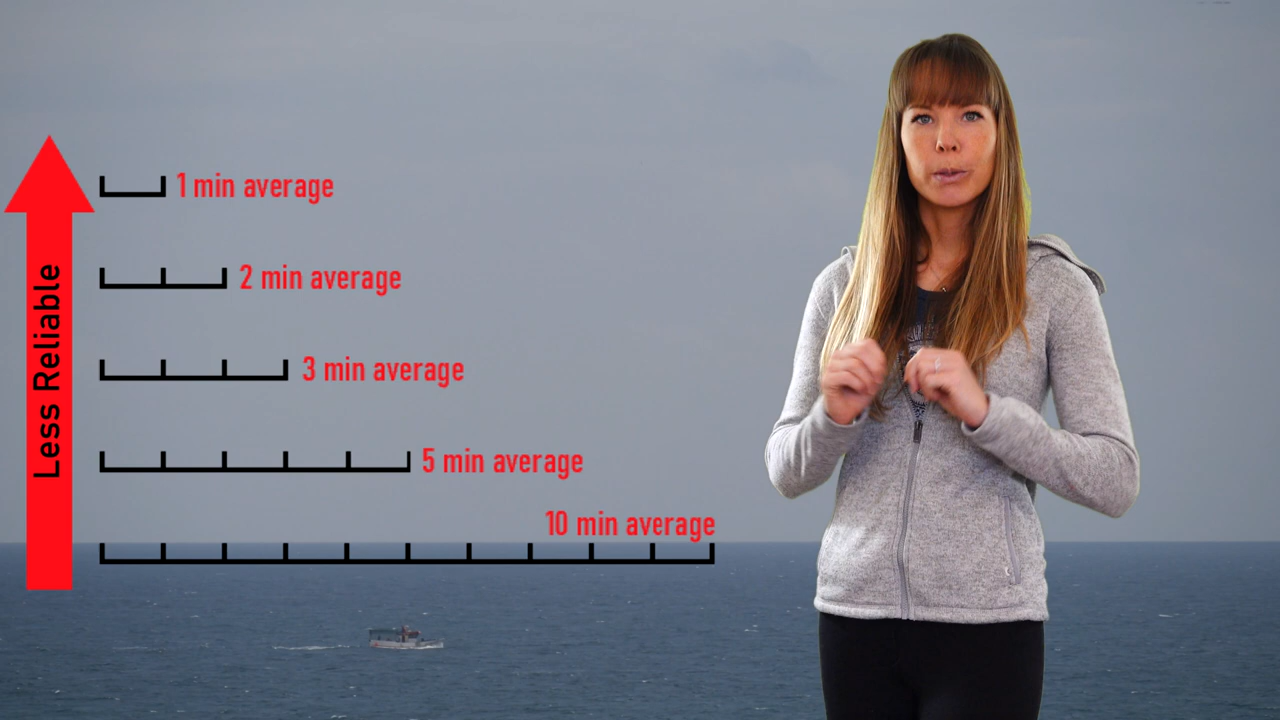 1 min average
2 min average
3 min average
5 min average
10 min average
Less Reliable